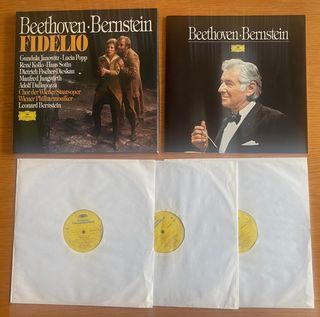 Beethoven·Bernstein
FIDELIO
Gundula Janowitz·Lucia Popp
René Kollo·Hans Sotin
Dietrich Fischer-Dieskau
Manfred Jungwirth
Adolf Dallapozza
Chor der Wiener Staatsoper
Wiener Philharmoniker
Leonard Bernstein
Beethoven·Bernstein